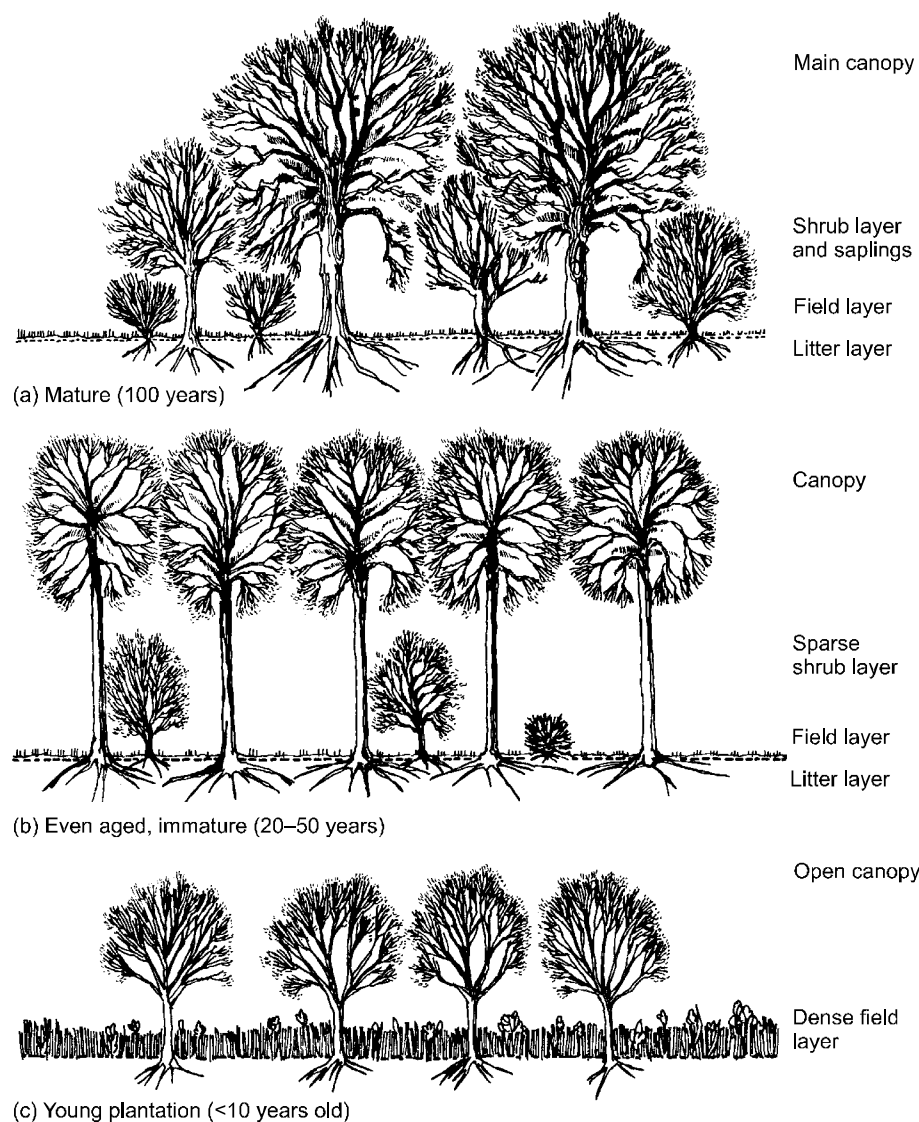 Main canopy
Shrub layer
and saplings
Field layer
Litter layer
(a) Mature (100 years)
Canopy
Sparse
shrub layer
Field layer
Litter layer
(b) Even aged, immature (20–50 years)
Open canopy
Dense field
layer
(c) Young plantation (<10 years old)